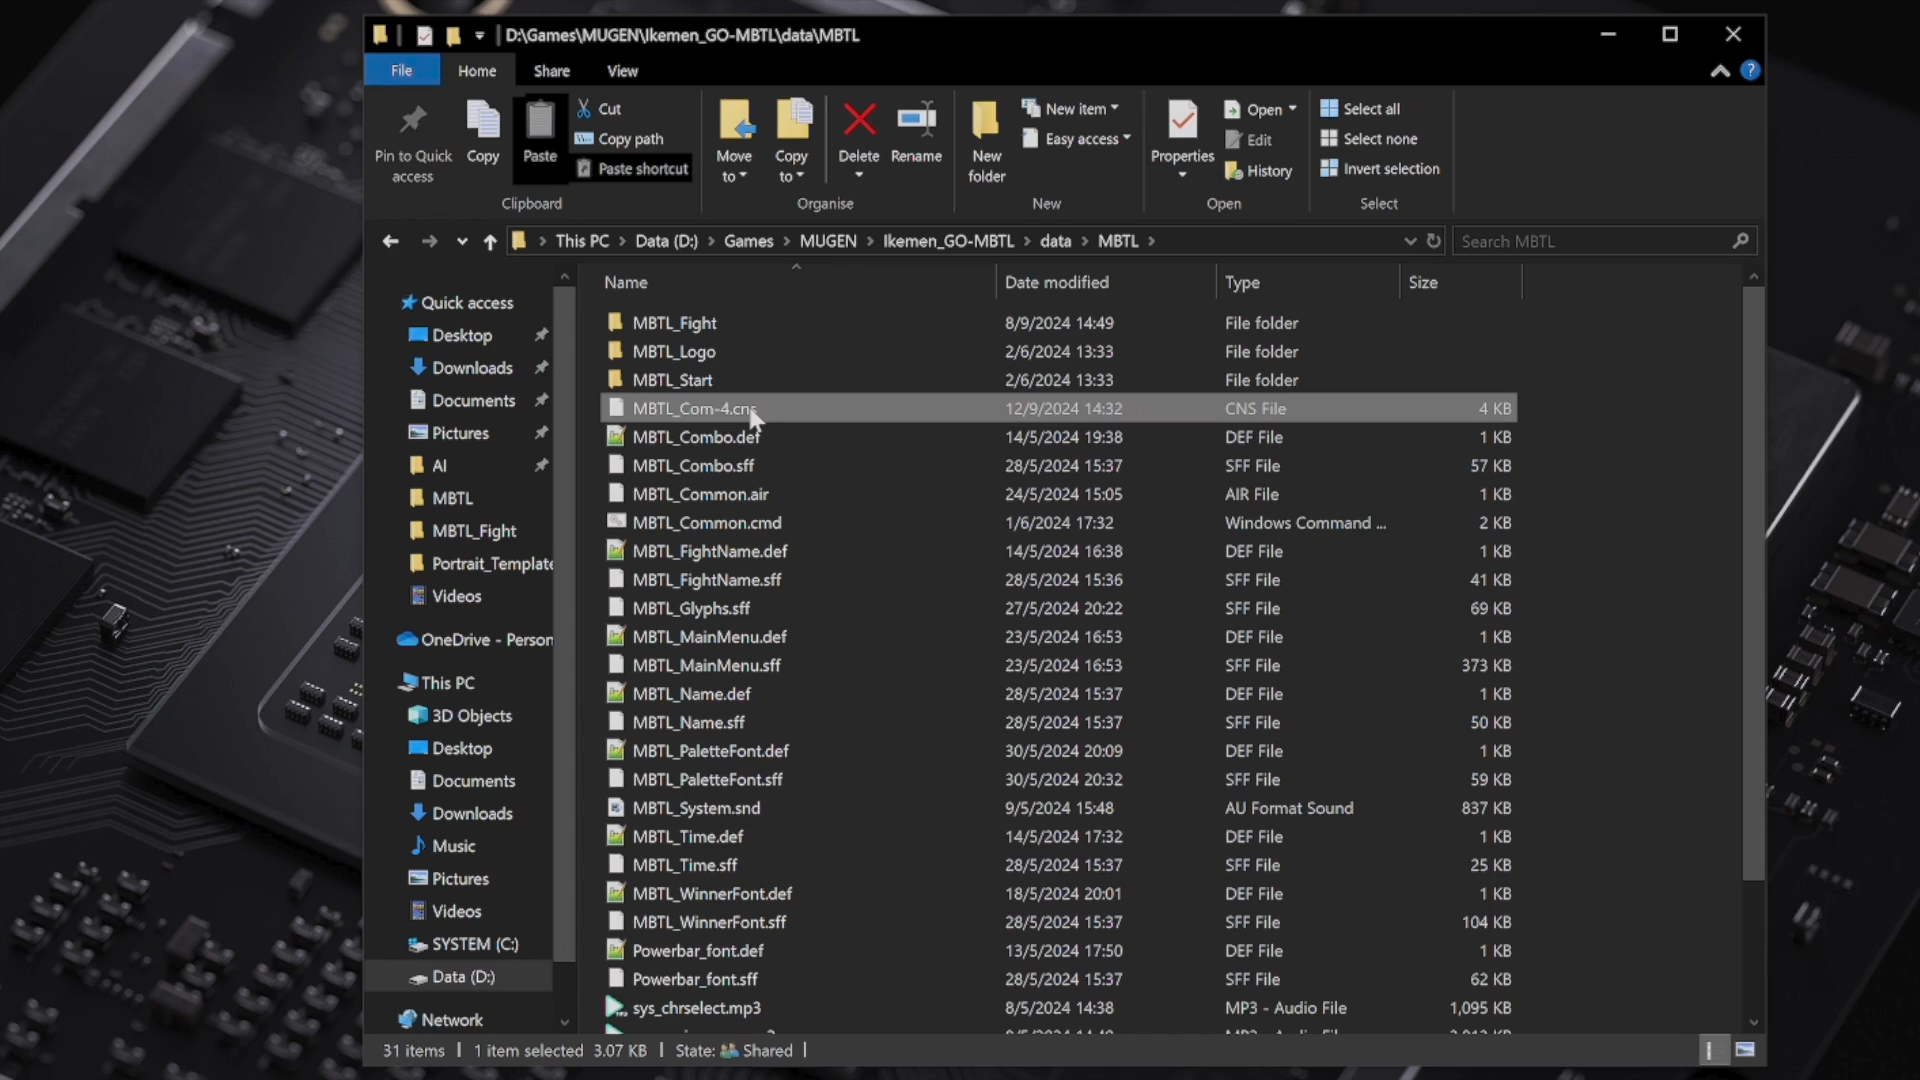 D:\Games\MUGEN\Ikemen_GO-MBTL\data\MBTL
File Home Share View
Pin to Quick access
Copy
Paste
Cut
Copy path
Paste shortcut
Clipboard
Move to
Copy to
Delete
Rename
Organise
New folder
New item
Easy access
New
Properties
Open
Edit
History
Open
Select all
Select none
Invert selection
Select
This PC Data (D:) Games MUGEN Ikemen_GO-MBTL data MBTL
Search MBTL
Quick access
Desktop
Downloads
Documents
Pictures
AI
MBTL
MBTL_Fight
Portrait_Template
Videos
OneDrive - Person
This PC
3D Objects
Desktop
Documents
Downloads
Music
Pictures
Videos
SYSTEM (C:)
Data (D:)
Network
Name Date modified Type Size
MBTL_Fight 8/9/2024 14:49 File folder
MBTL_Logo 2/6/2024 13:33 File folder
MBTL_Start 2/6/2024 13:33 File folder
MBTL_Com-4.cns 12/9/2024 14:32 CNS File 4 KB
MBTL_Combo.def 14/5/2024 19:38 DEF File 1 KB
MBTL_Combo.sff 28/5/2024 15:37 SFF File 57 KB
MBTL_Common.air 24/5/2024 15:05 AIR File 1 KB
MBTL_Common.cmd 1/6/2024 17:32 Windows Command ... 2 KB
MBTL_FightName.def 14/5/2024 16:38 DEF File 1 KB
MBTL_FightName.sff 28/5/2024 15:36 SFF File 41 KB
MBTL_Glyphs.sff 27/5/2024 20:22 SFF File 69 KB
MBTL_MainMenu.def 23/5/2024 16:53 DEF File 1 KB
MBTL_MainMenu.sff 23/5/2024 16:53 SFF File 373 KB
MBTL_Name.def 28/5/2024 15:37 DEF File 1 KB
MBTL_Name.sff 28/5/2024 15:37 SFF File 50 KB
MBTL_PaletteFont.def 30/5/2024 20:09 DEF File 1 KB
MBTL_PaletteFont.sff 30/5/2024 20:32 SFF File 59 KB
MBTL_System.snd 9/5/2024 15:48 AU Format Sound 837 KB
MBTL_Time.def 14/5/2024 17:32 DEF File 1 KB
MBTL_Time.sff 28/5/2024 15:37 SFF File 25 KB
MBTL_WinnerFont.def 18/5/2024 20:01 DEF File 1 KB
MBTL_WinnerFont.sff 28/5/2024 15:37 SFF File 104 KB
Powerbar_font.def 13/5/2024 17:50 DEF File 1 KB
Powerbar_font.sff 28/5/2024 15:37 SFF File 62 KB
sys_chrselect.mp3 8/5/2024 14:38 MP3 - Audio File 1,095 KB
31 items 1 item selected 3.07 KB State: Shared